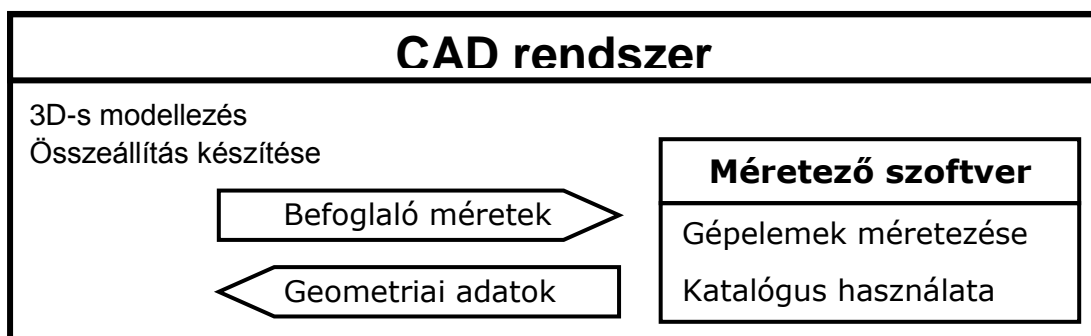 CAD rendszer
3D-s modellezés
Összeállítás készítése
Méretező szoftver
Befoglaló méretek
Gépelemek méretezése
Geometriai adatok
Katalógus használata